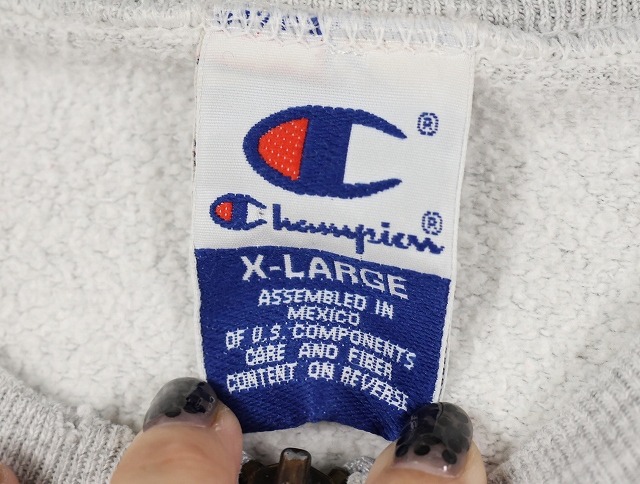 ®
Champion®
X-LARGE
ASSEMBLED IN
MEXICO
OF U.S. COMPONENTS
CARE AND FIBER
CONTENT ON REVERSE